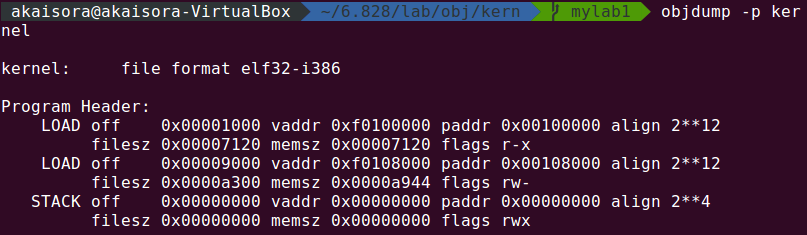 akaisora@akaisora-VirtualBox ~/6.828/lab/obj/kern mylab1 objdump -p ker
nel
kernel:     file format elf32-i386
Program Header:
    LOAD off    0x00001000 vaddr 0xf0100000 paddr 0x00100000 align 2**12
         filesz 0x00007120 memsz 0x00007120 flags r-x
    LOAD off    0x00009000 vaddr 0xf0108000 paddr 0x00108000 align 2**12
         filesz 0x0000a300 memsz 0x0000a944 flags rw-
   STACK off    0x00000000 vaddr 0x00000000 paddr 0x00000000 align 2**4
         filesz 0x00000000 memsz 0x00000000 flags rwx